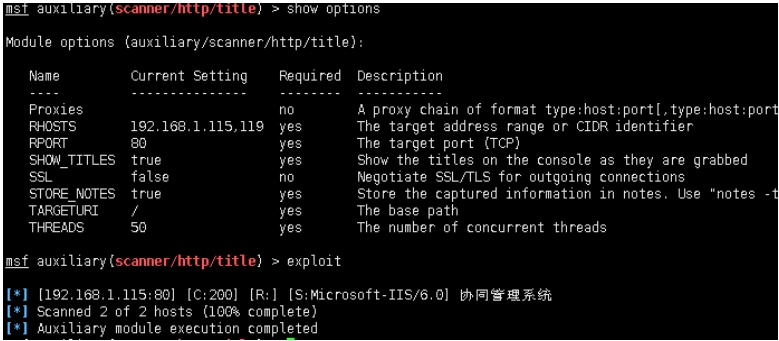 msf auxiliary(scanner/http/title) > show options
Module options (auxiliary/scanner/http/title):
Name Current Setting Required Description
---- --------------- -------- -----------
Proxies no A proxy chain of format type:host:port[,type:host:port
RHOSTS 192.168.1.115,119 yes The target address range or CIDR identifier
RPORT 80 yes The target port (TCP)
SHOW_TITLES true yes Show the titles on the console as they are grabbed
SSL false no Negotiate SSL/TLS for outgoing connections
STORE_NOTES true yes Store the captured information in notes. Use "notes -t
TARGETURI / yes The base path
THREADS 50 yes The number of concurrent threads
msf auxiliary(scanner/http/title) > exploit
[*] [192.168.1.115:80] [C:200] [R:] [S:Microsoft-IIS/6.0] 协同管理系统
[*] Scanned 2 of 2 hosts (100% complete)
[*] Auxiliary module execution completed